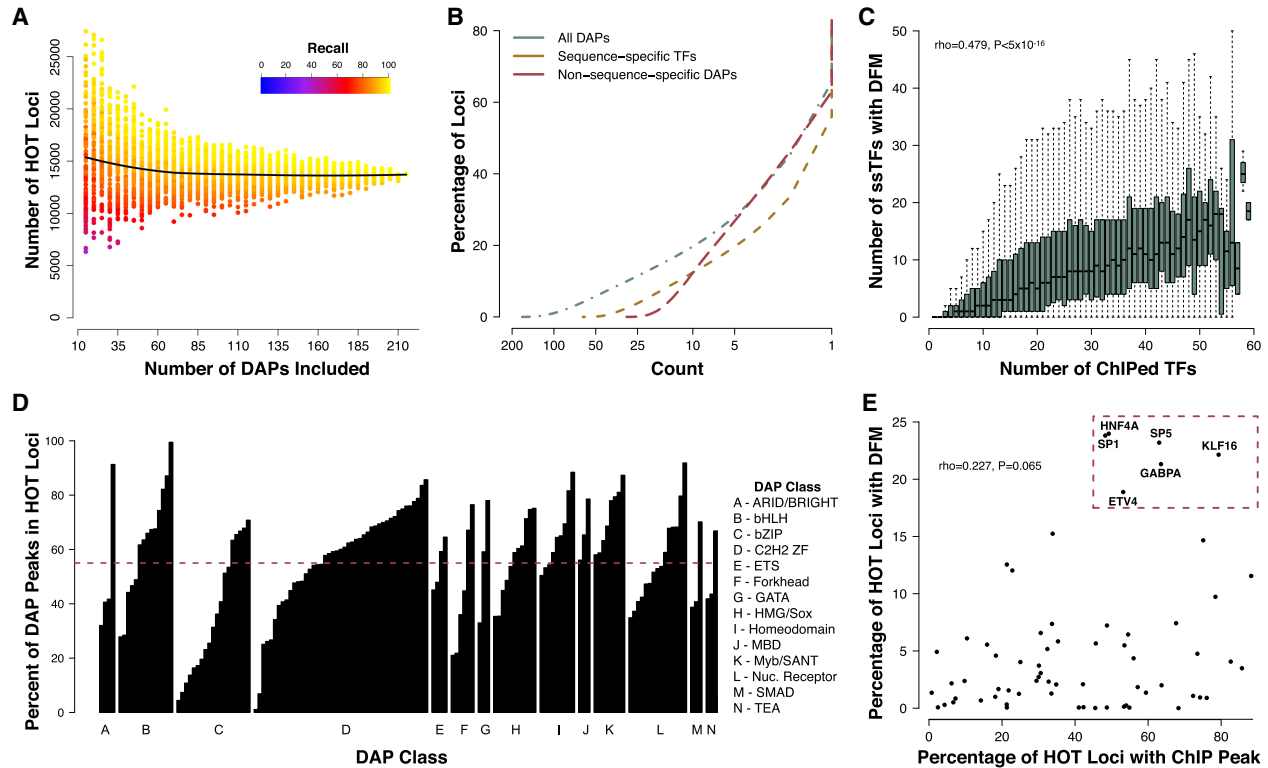 A
Number of HOT Loci
25000
20000
15000
10000
5000
0
Recall
0 20 40 60 80 100
10 35 60 85 110 135 160 185 210
Number of DAPs Included
B
Percentage of Loci
80
60
40
20
0
All DAPs
Sequence−specific TFs
Non−sequence−specific DAPs
200 100 50 25 10 5 1
Count
C
rho=0.479, P<5x10-16
Number of ssTFs with DFM
50
40
30
20
10
0
0 10 20 30 40 50 60
Number of ChIPed TFs
D
Percent of DAP Peaks in HOT Loci
100
80
60
40
20
0
A B C D E F G H I J K L M N
DAP Class
DAP Class
A - ARID/BRIGHT
B - bHLH
C - bZIP
D - C2H2 ZF
E - ETS
F - Forkhead
G - GATA
H - HMG/Sox
I - Homeodomain
J - MBD
K - Myb/SANT
L - Nuc. Receptor
M - SMAD
N - TEA
E
Percentage of HOT Loci with DFM
25
20
15
10
5
0
rho=0.227, P=0.065
HNF4A
SP1
SP5
KLF16
GABPA
ETV4
0 20 40 60 80
Percentage of HOT Loci with ChIP Peak